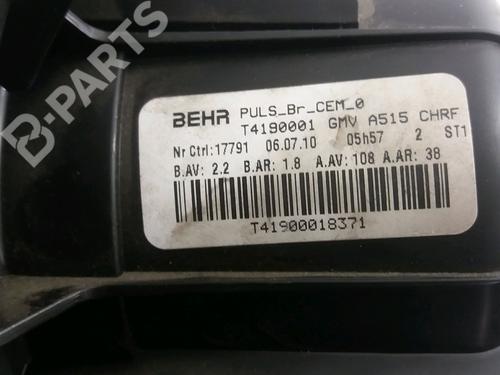 B-PARTS
BEHR PULS_Br_CEM_0
T4190001 GMV A515 CHRF
Nr Ctrl:17791 06.07.10 05h57 2 ST1
B.AV: 2.2 B.AR: 1.8 A.AV: 108 A.AR: 38
T41900018371